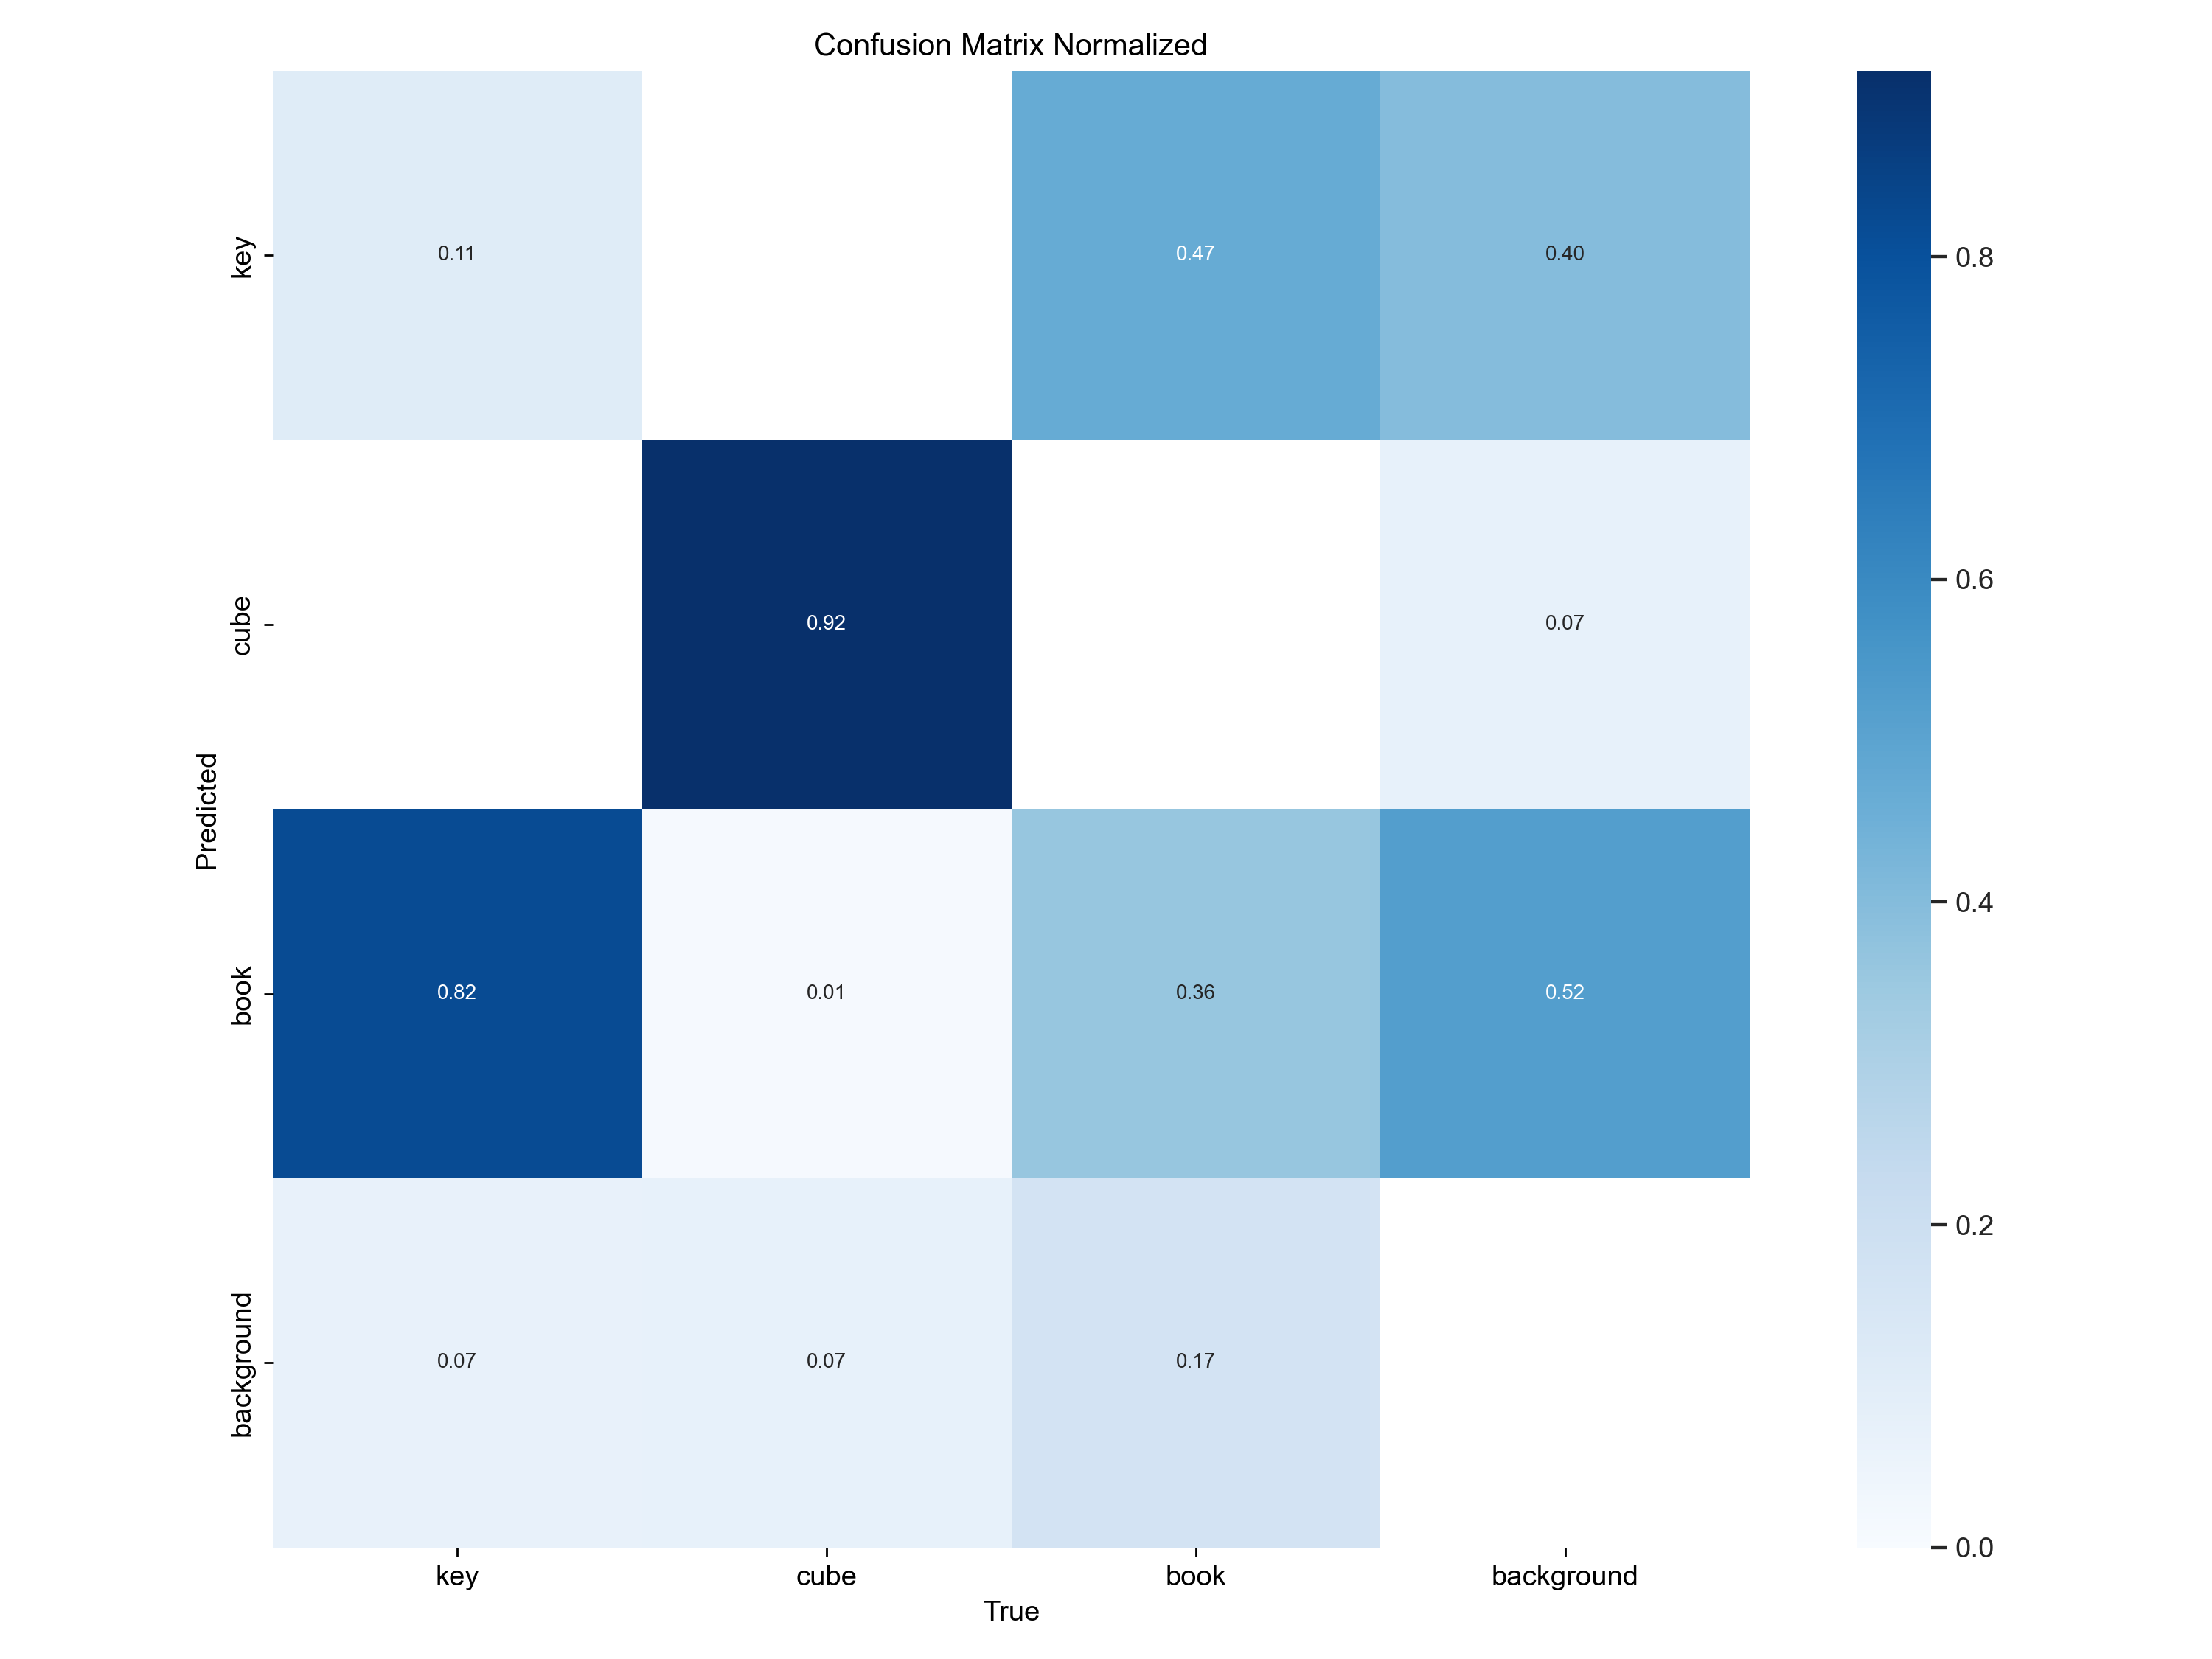 Confusion Matrix Normalized
key
0.11
0.47
0.40
0.8
cube
0.92
0.07
0.6
Predicted
book
0.82
0.01
0.36
0.52
0.4
background
0.07
0.07
0.17
0.2
0.0
key
cube
book
background
True